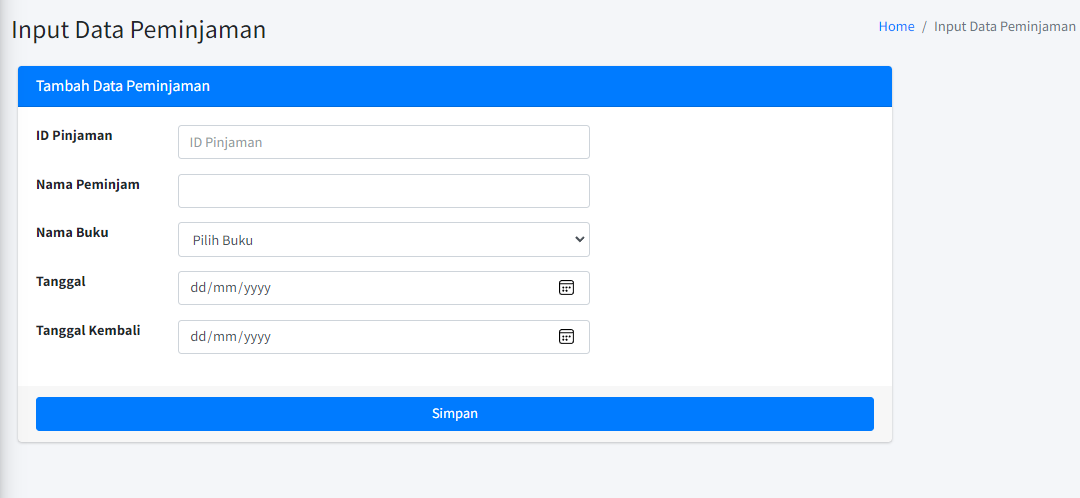 Input Data Peminjaman
Home / Input Data Peminjaman
Tambah Data Peminjaman
ID Pinjaman
ID Pinjaman
Nama Peminjam
Nama Buku
Pilih Buku
Tanggal
dd/mm/yyyy
Tanggal Kembali
dd/mm/yyyy
Simpan